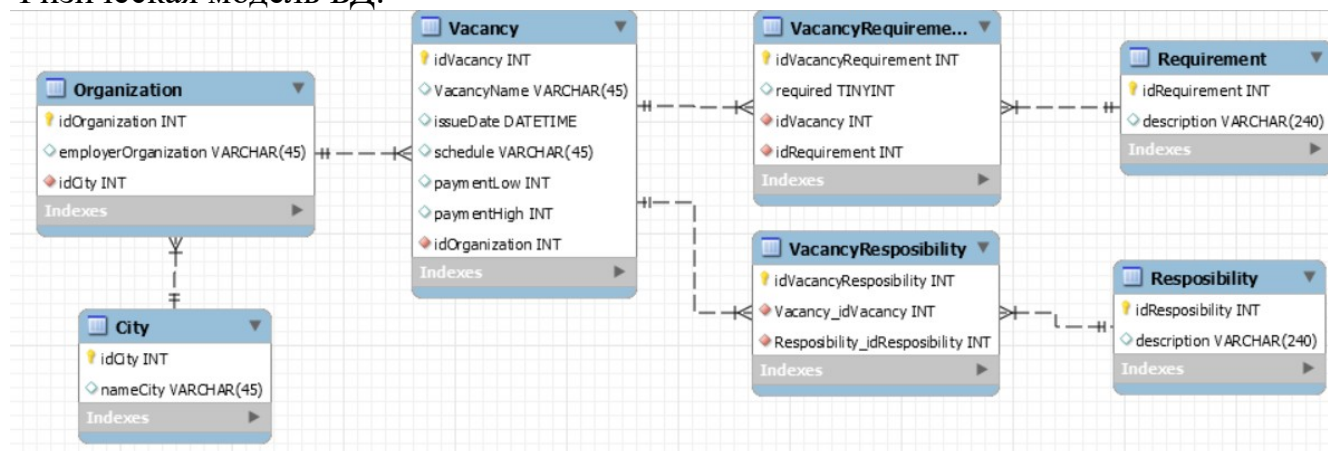 Физическая модель БД:
Organization
idOrganization INT
employerOrganization VARCHAR(45)
idCity INT
Indexes
City
idCity INT
nameCity VARCHAR(45)
Indexes
Vacancy
idVacancy INT
VacancyName VARCHAR(45)
issueDate DATETIME
schedule VARCHAR(45)
paymentLow INT
paymentHigh INT
idOrganization INT
Indexes
VacancyRequireme...
idVacancyRequirement INT
required TINYINT
idVacancy INT
idRequirement INT
Indexes
VacancyResposibility
idVacancyResposibility INT
Vacancy_idVacancy INT
Resposibility_idResposibility INT
Indexes
Requirement
idRequirement INT
description VARCHAR(240)
Indexes
Resposibility
idResposibility INT
description VARCHAR(240)
Indexes